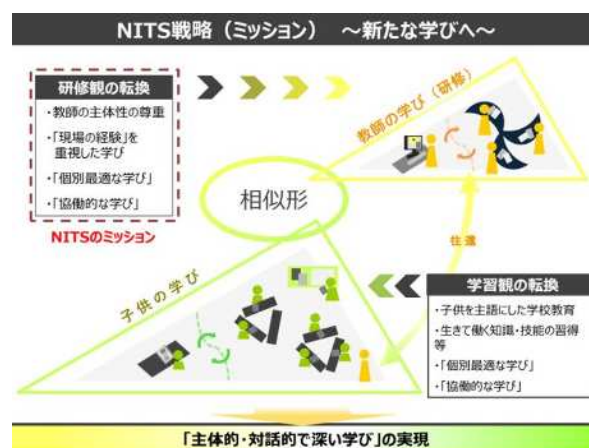 NITS戦略（ミッション）　～新たな学びへ～
研修観の転換
・教師の主体性の尊重
・「現場の経験」を
重視した学び
・「個別最適な学び」
・「協働的な学び」
NITSのミッション
教師の学び（研修）
相似形
往還
子供の学び
学習観の転換
・子供を主語にした学校教育
・生きて働く知識・技能の習得
等
・「個別最適な学び」
・「協働的な学び」
「主体的・対話的で深い学び」の実現